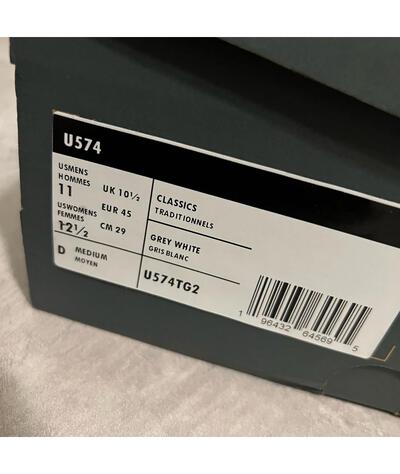 U574
USMENS
HOMMES
11
UK 10½
USWOMENS
FEMMES
12½
EUR 45
CM 29
D MEDIUM
MOYEN
CLASSICS
TRADITIONNELS
GREY WHITE
GRIS BLANC
U574TG2
1 96432 64569 5